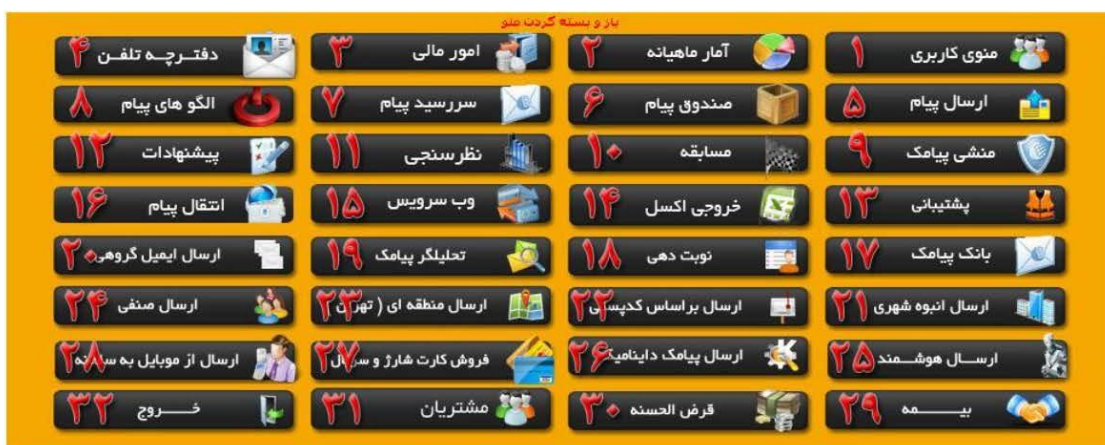 باز و بسته کردن منو
منوی کاربری ۱
آمار ماهیانه ۲
امور مالی ۳
دفترچه تلفن ۴
ارسال پیام ۵
صندوق پیام ۶
سررسید پیام ۷
الگو های پیام ۸
منشی پیامک ۹
مسابقه ۱۰
نظرسنجی ۱۱
پیشنهادات ۱۲
پشتیبانی ۱۳
خروجی اکسل ۱۴
وب سرویس ۱۵
انتقال پیام ۱۶
بانک پیامک ۱۷
نوبت دهی ۱۸
تحلیلگر پیامک ۱۹
ارسال ایمیل گروهی ۲۰
ارسال انبوه شهری ۲۱
ارسال براساس کدپستی ۲۲
ارسال منطقه ای ( تهران ۲۳
ارسال صنفی ۲۴
ارسال هوشمند ۲۵
ارسال پیامک داینامیک ۲۶
فروش کارت شارژ و ۲۷
ارسال از موبایل به سامانه ۲۸
بیمه ۲۹
قرض الحسنه ۳۰
مشتریان ۳۱
خروج ۳۲